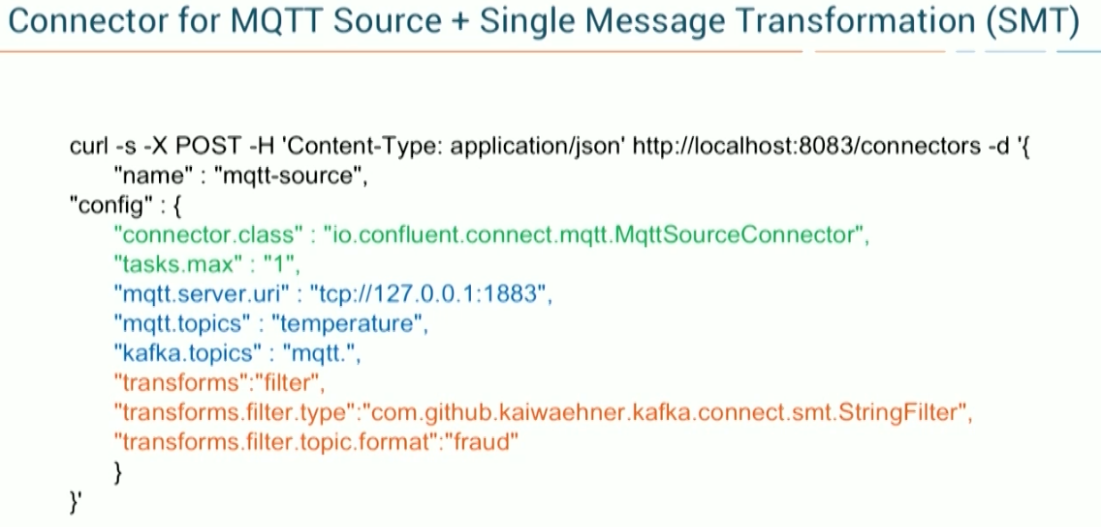 Connector for MQTT Source + Single Message Transformation (SMT)
curl -s -X POST -H 'Content-Type: application/json' http://localhost:8083/connectors -d '{
"name" : "mqtt-source",
"config" : {
"connector.class" : "io.confluent.connect.mqtt.MqttSourceConnector",
"tasks.max" : "1",
"mqtt.server.uri" : "tcp://127.0.0.1:1883",
"mqtt.topics" : "temperature",
"kafka.topics" : "mqtt.",
"transforms":"filter",
"transforms.filter.type":"com.github.kaiwaehner.kafka.connect.smt.StringFilter",
"transforms.filter.topic.format":"fraud"
}
}'